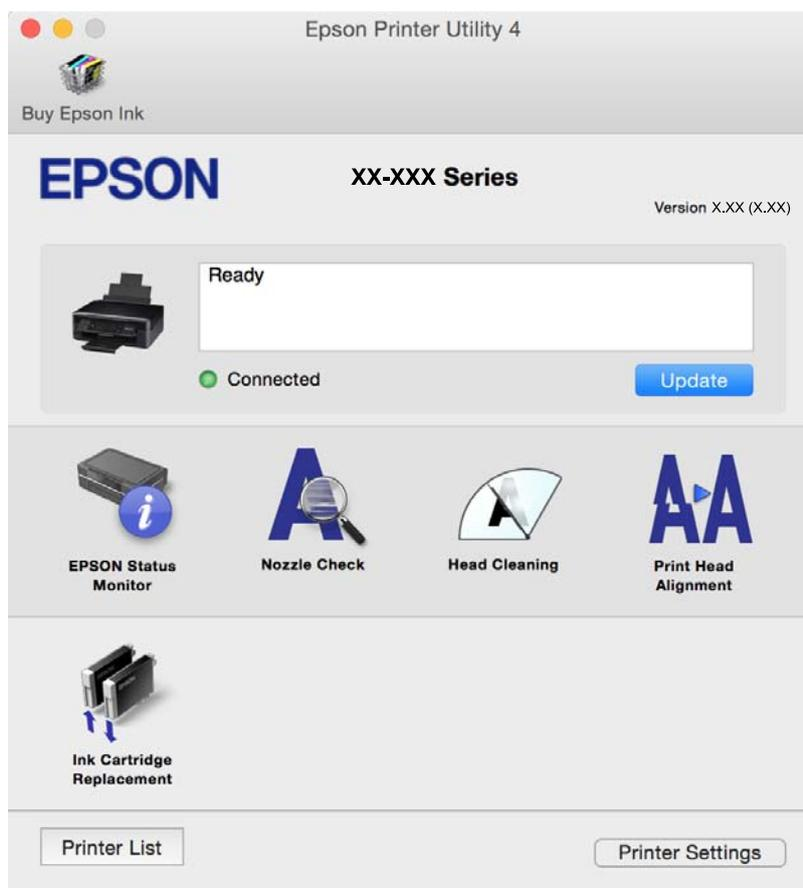 Epson Printer Utility 4
Buy Epson Ink
EPSON
XX-XXX Series
Version X.XX (X.XX)
Ready
Connected
Update
EPSON Status
Monitor
Nozzle Check
Head Cleaning
Print Head
Alignment
Ink Cartridge
Replacement
Printer List
Printer Settings